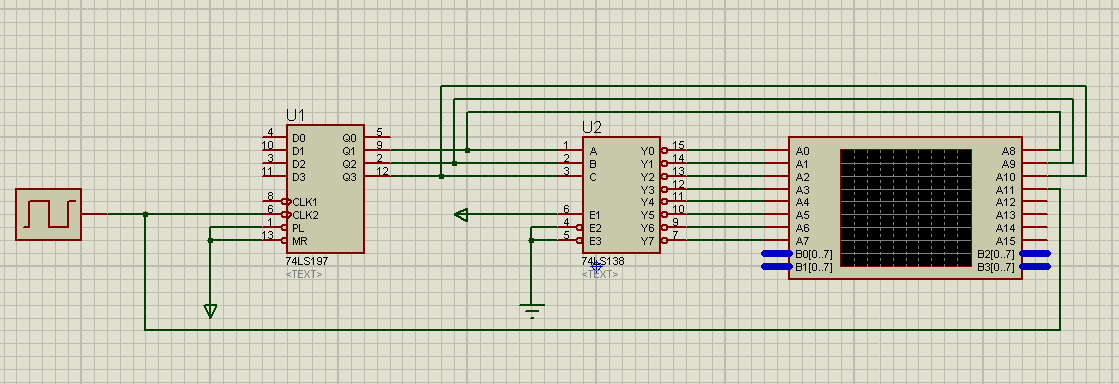 U1
4 D0 Q0 5
10 D1 Q1 9
3 D2 Q2 2
11 D3 Q3 12
8 CLK1
6 CLK2
1 PL
13 MR
74LS197
<TEXT>
U2
1 A Y0 15
2 B Y1 14
3 C Y2 13
Y3 12
Y4 11
6 E1 Y5 10
4 E2 Y6 9
5 E3 Y7 7
74LS138
<TEXT>
A0 A8
A1 A9
A2 A10
A3 A11
A4 A12
A5 A13
A6 A14
A7 A15
B0[0..7] B2[0..7]
B1[0..7] B3[0..7]